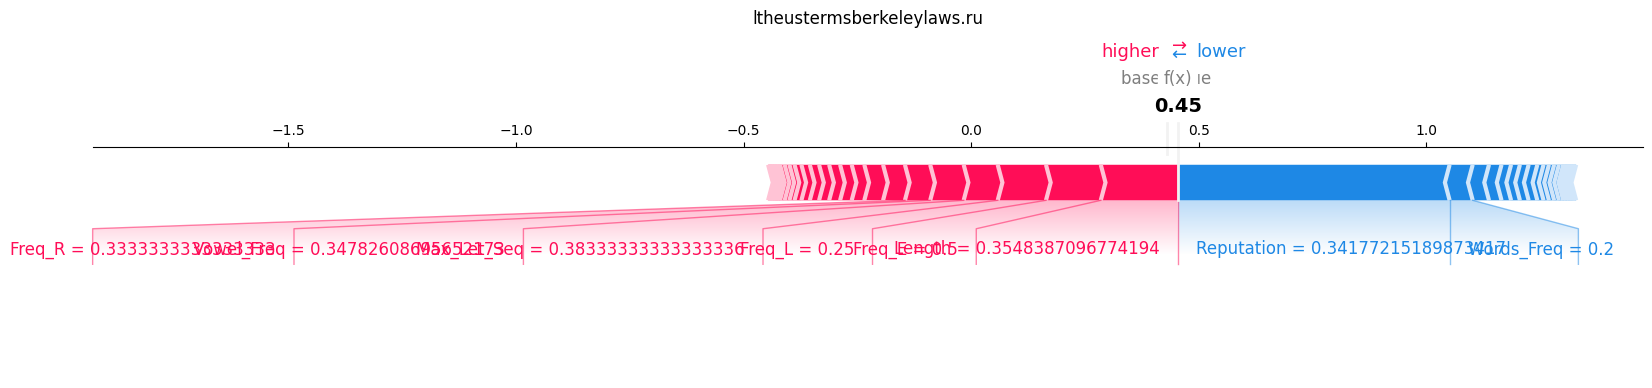 ltheustermsberkeleylaws.ru
higher → ← lower
base f(x)
0.45
−1.5 −1.0 −0.5 0.0 0.5 1.0
Freq_R = 0.3333333333333333 Vowel_Freq = 0.34782608695652173 Max_Let_Seq = 0.38333333333333336 Freq_L = 0.25 Freq_E = 0.5 Length = 0.3548387096774194 Reputation = 0.34177215189873417 Words_Freq = 0.2